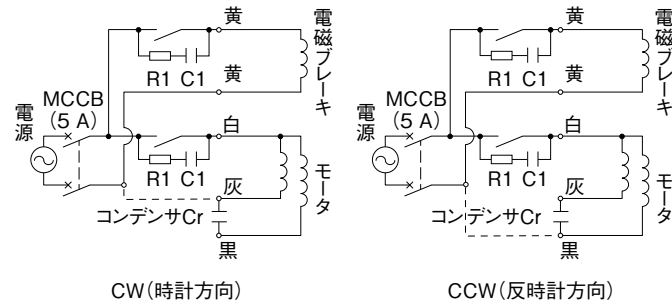 黄
R1 C1
電磁ブレーキ
黄
MCCB
(5 A)
電源
白
R1 C1
モータ
灰
コンデンサCr
黒
CW(時計方向)
黄
R1 C1
電磁ブレーキ
黄
MCCB
(5 A)
電源
白
R1 C1
モータ
灰
コンデンサCr
黒
CCW(反時計方向)